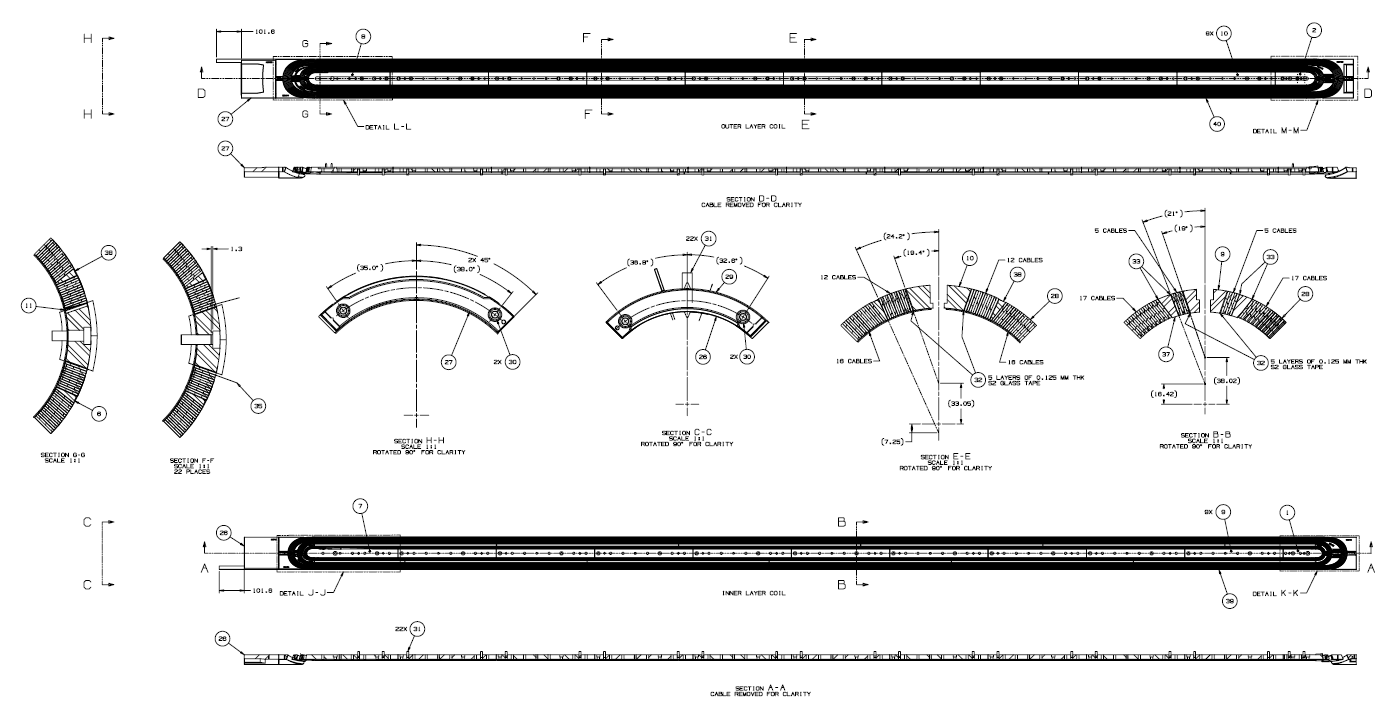 H
H
101.6
G
8
F
E
9X 10
2
D
D
27
H
H
G
DETAIL L-L
F
OUTER LAYER COIL
E
40
DETAIL M-M
27
SECTION D-D
CABLE REMOVED FOR CLARITY
38
11
6
SECTION G-G
SCALE 1:1
1.3
35
SECTION F-F
SCALE 1:1
22 PLACES
2X 45°
(35.0°)
(38.0°)
27
2X 30
SECTION H-H
SCALE 1:1
ROTATED 90° FOR CLARITY
22X 31
(36.8°)
(32.8°)
29
26
2X 30
SECTION C-C
SCALE 1:1
ROTATED 90° FOR CLARITY
(24.2°)
(19.4°)
10
12 CABLES
12 CABLES
38
28
16 CABLES
16 CABLES
32
5 LAYERS OF 0.125 MM THK
S2 GLASS TAPE
(33.05)
(7.25)
SECTION E-E
SCALE 1:1
ROTATED 90° FOR CLARITY
(21°)
(18°)
5 CABLES
5 CABLES
9
33
33
17 CABLES
17 CABLES
28
37
32
5 LAYERS OF 0.125 MM THK
S2 GLASS TAPE
(38.02)
(16.42)
SECTION B-B
SCALE 1:1
ROTATED 90° FOR CLARITY
C
C
7
B
9X 9
1
26
A
A
101.6
DETAIL J-J
INNER LAYER COIL
B
39
DETAIL K-K
26
22X 31
SECTION A-A
CABLE REMOVED FOR CLARITY